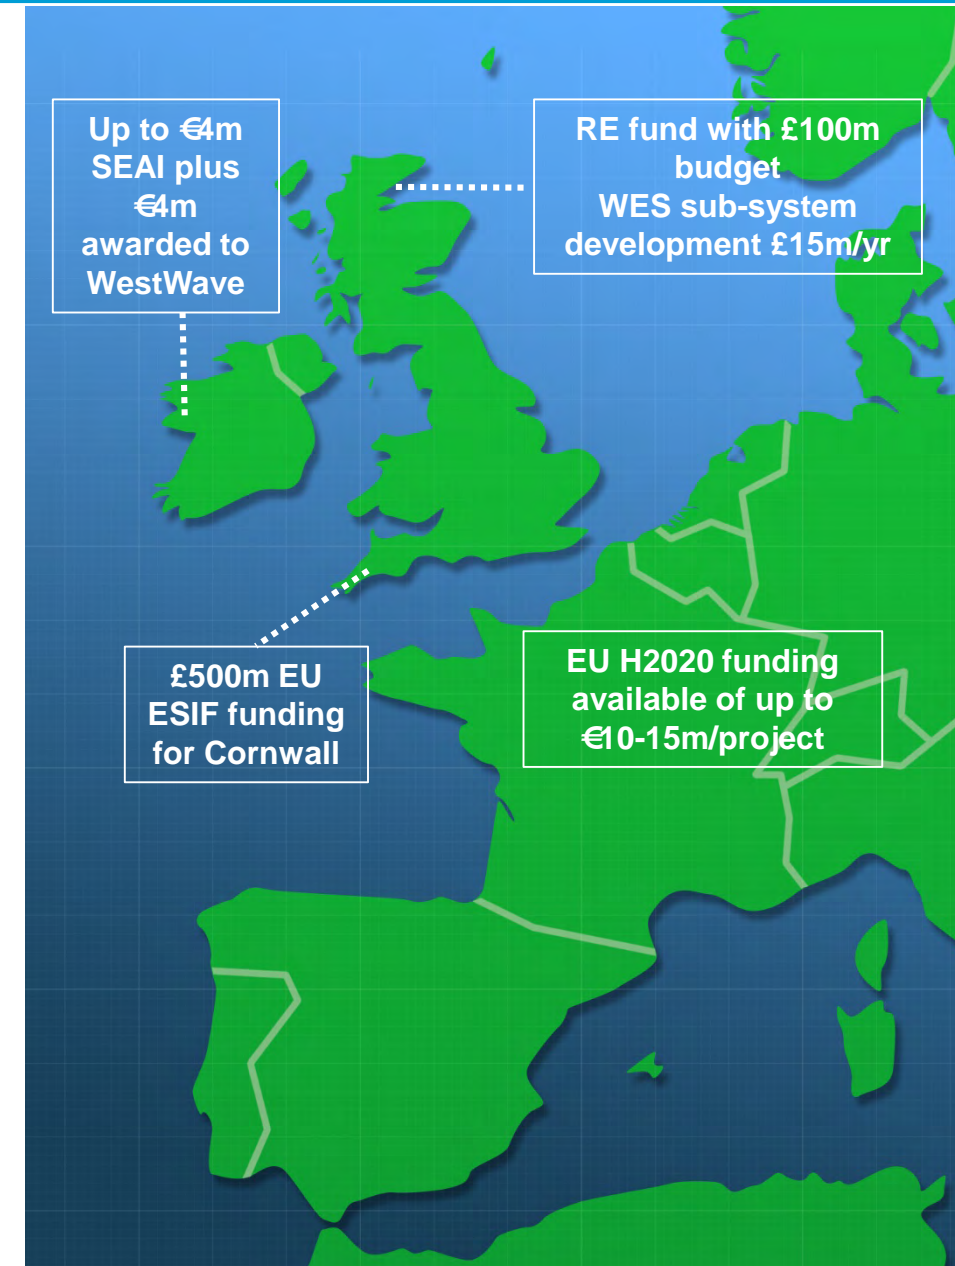 Up to €4m
SEAI plus
€4m
awarded to
WestWave
RE fund with £100m
budget
WES sub-system
development £15m/yr
£500m EU
ESIF funding
for Cornwall
EU H2020 funding
available of up to
€10-15m/project